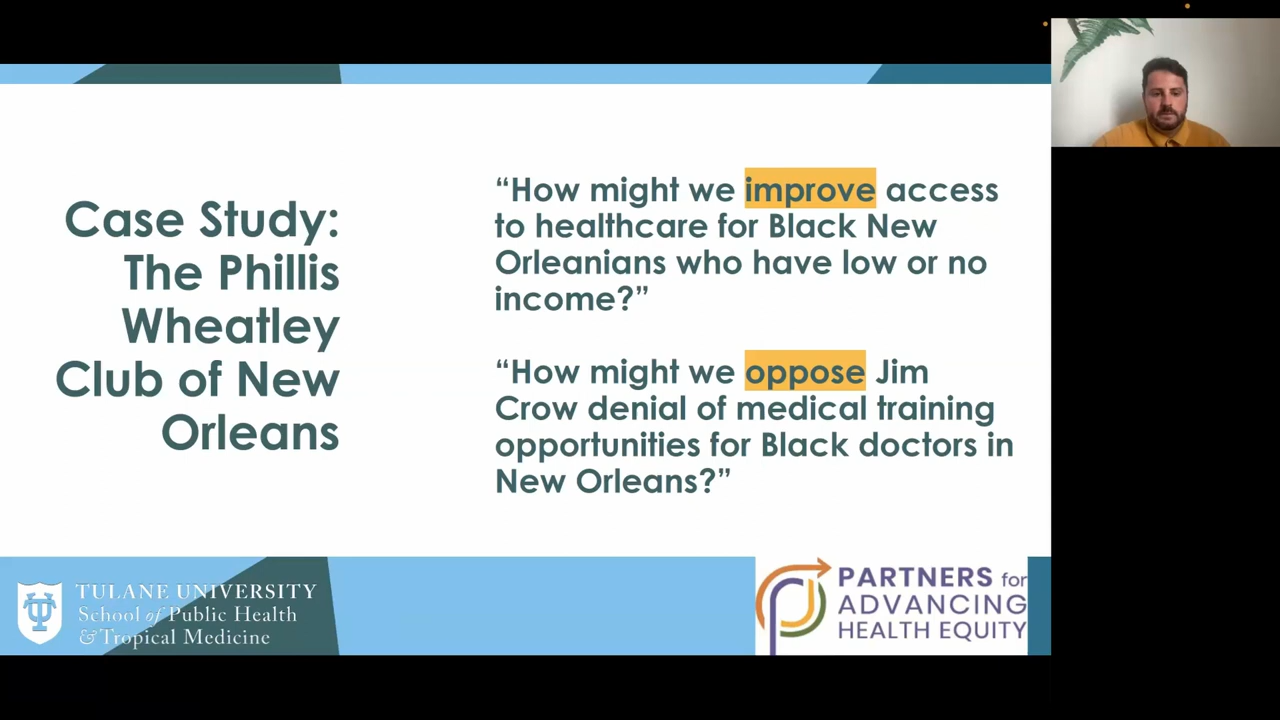 Case Study:
The Phillis
Wheatley
Club of New
Orleans
“How might we improve access
to healthcare for Black New
Orleanians who have low or no
income?”
“How might we oppose Jim
Crow denial of medical training
opportunities for Black doctors in
New Orleans?”
TULANE UNIVERSITY
School of Public Health
& Tropical Medicine
PARTNERS for
ADVANCING
HEALTH EQUITY